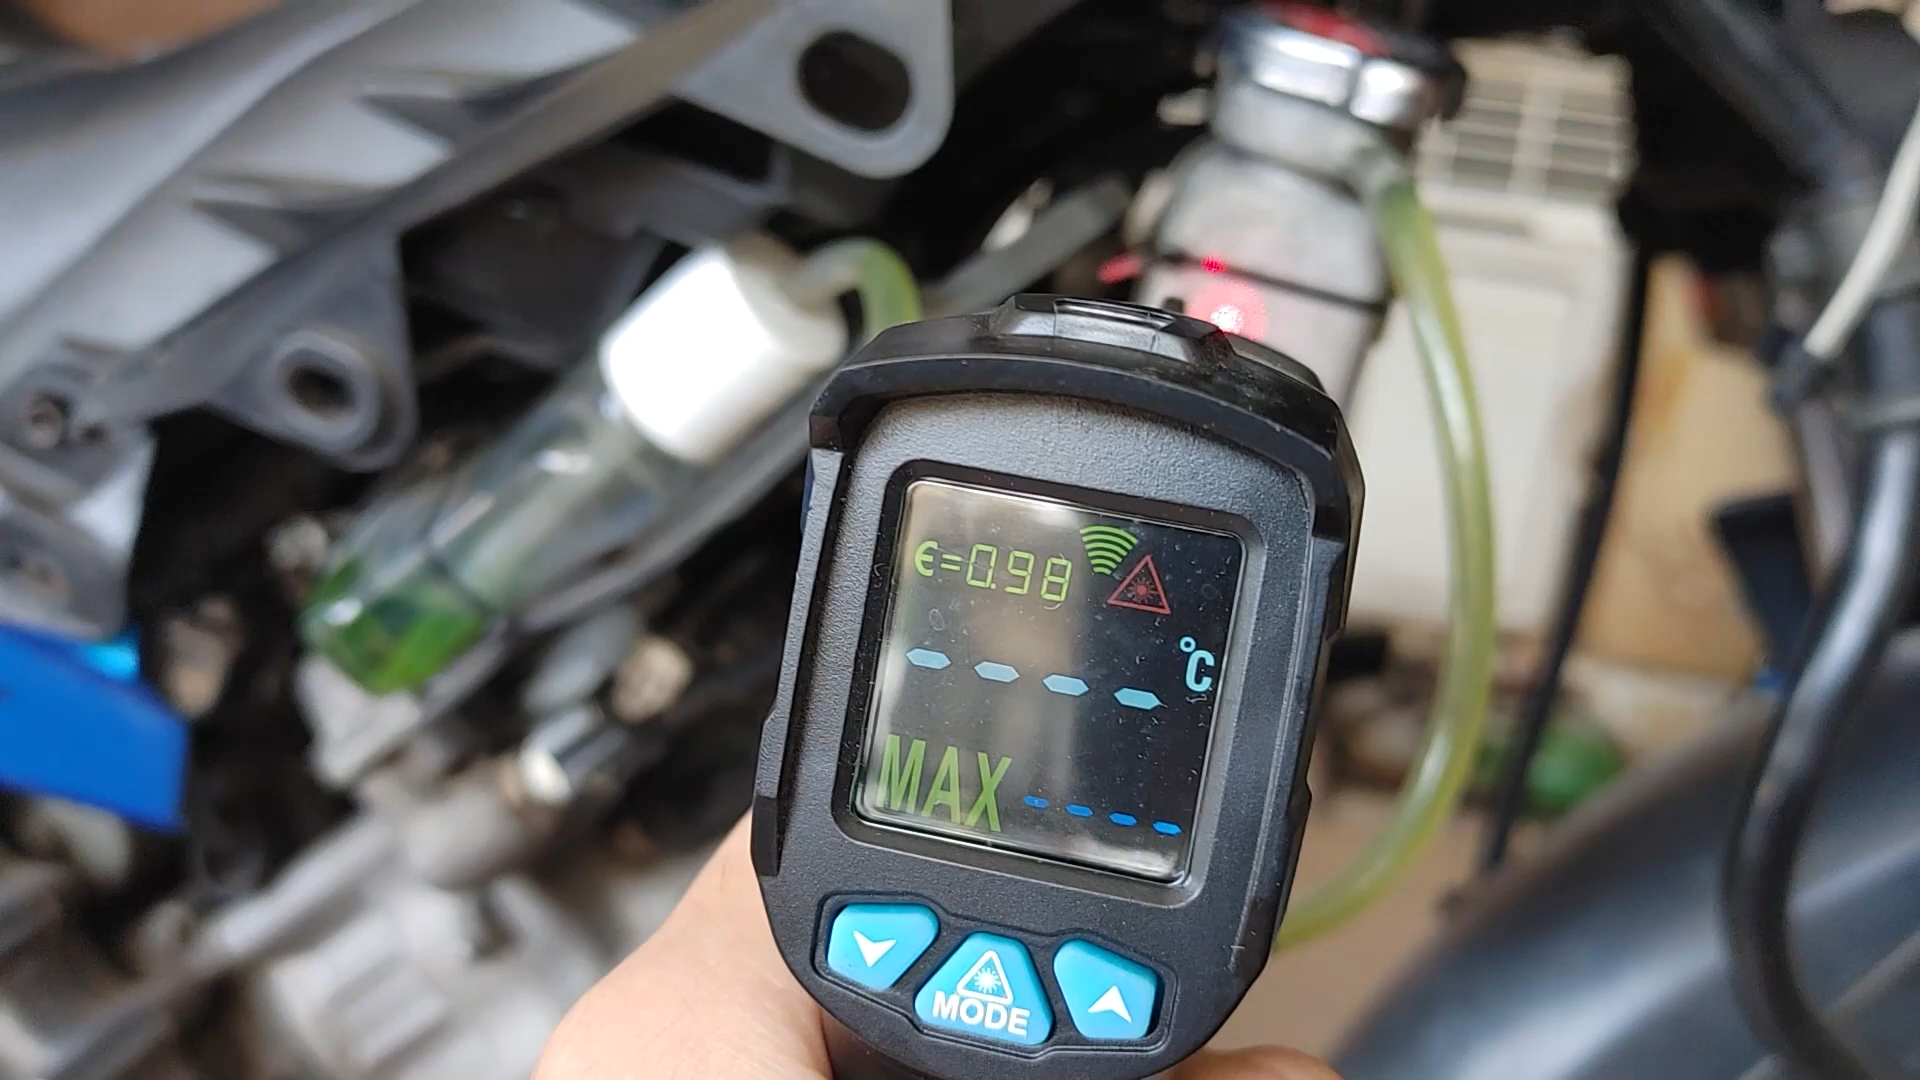 ϵ=0.98
---- °C
MAX ----
MODE